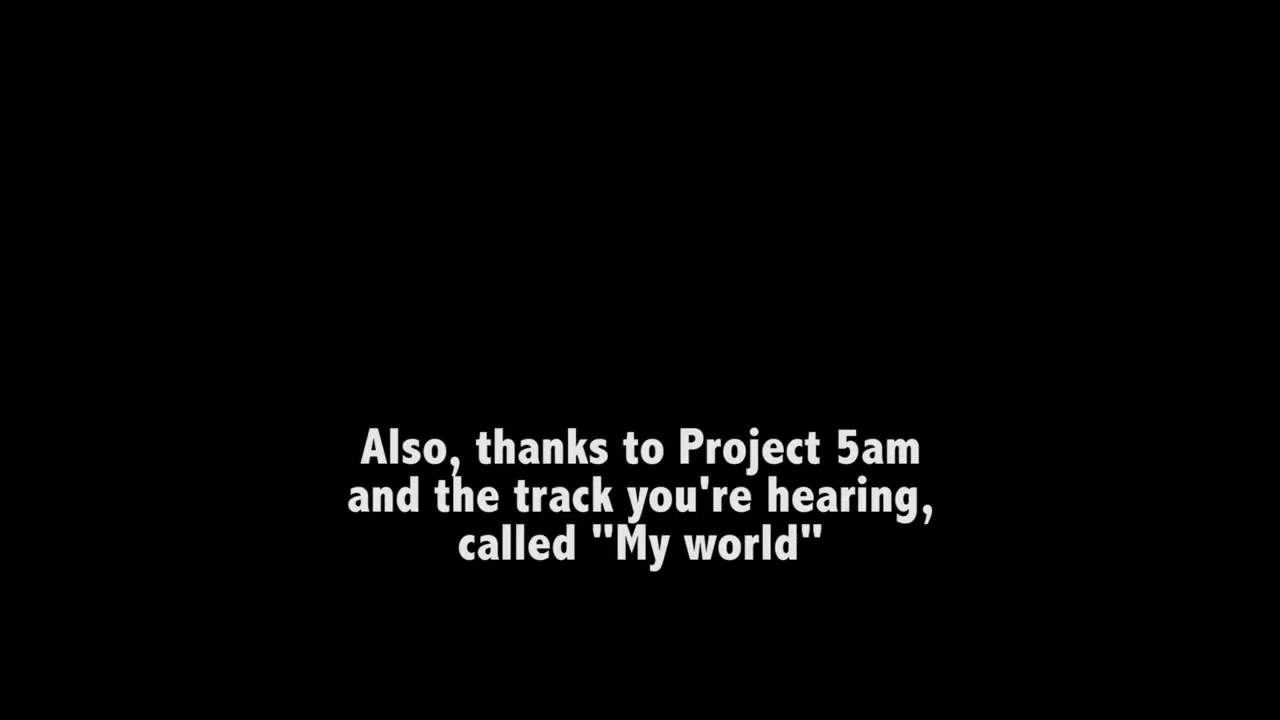 Also, thanks to Project 5am
and the track you're hearing,
called "My world"